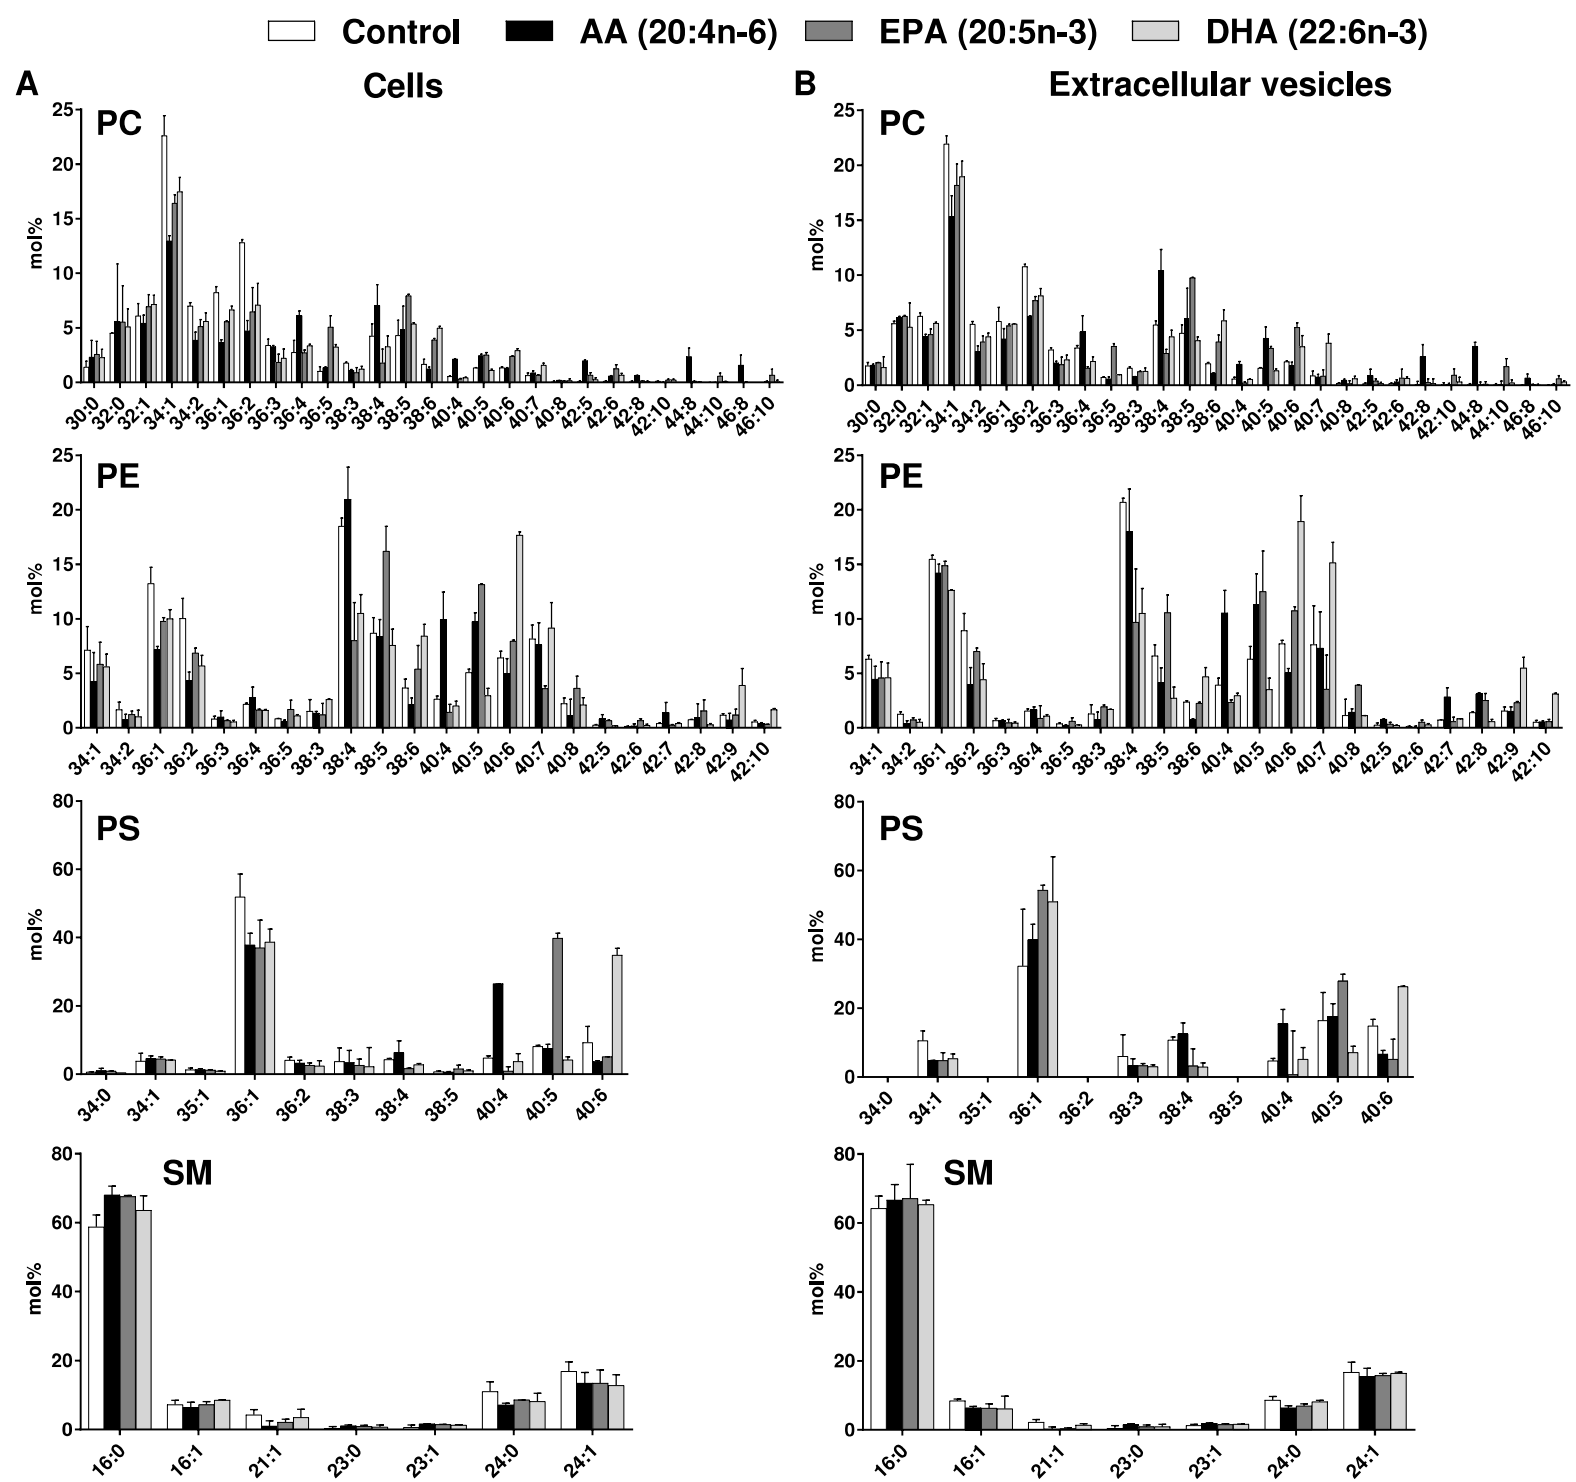 Control AA (20:4n-6) EPA (20:5n-3) DHA (22:6n-3)
A Cells
PC
mol%
25
20
15
10
5
0
30:0 32:0 32:1 34:1 34:2 36:1 36:2 36:3 36:4 36:5 38:3 38:4 38:5 38:6 40:4 40:5 40:6 40:7 40:8 42:5 42:6 42:8 42:10 44:8 44:10 46:8 46:10
PE
mol%
25
20
15
10
5
0
34:1 34:2 36:1 36:2 36:3 36:4 36:5 38:3 38:4 38:5 38:6 40:4 40:5 40:6 40:7 40:8 42:5 42:6 42:7 42:8 42:9 42:10
PS
mol%
80
60
40
20
0
34:0 34:1 35:1 36:1 36:2 38:3 38:4 38:5 40:4 40:5 40:6
SM
mol%
80
60
40
20
0
16:0 16:1 21:1 23:0 23:1 24:0 24:1
B Extracellular vesicles
PC
mol%
25
20
15
10
5
0
30:0 32:0 32:1 34:1 34:2 36:1 36:2 36:3 36:4 36:5 38:3 38:4 38:5 38:6 40:4 40:5 40:6 40:7 40:8 42:5 42:6 42:8 42:10 44:8 44:10 46:8 46:10
PE
mol%
25
20
15
10
5
0
34:1 34:2 36:1 36:2 36:3 36:4 36:5 38:3 38:4 38:5 38:6 40:4 40:5 40:6 40:7 40:8 42:5 42:6 42:7 42:8 42:9 42:10
PS
mol%
80
60
40
20
0
34:0 34:1 35:1 36:1 36:2 38:3 38:4 38:5 40:4 40:5 40:6
SM
mol%
80
60
40
20
0
16:0 16:1 21:1 23:0 23:1 24:0 24:1